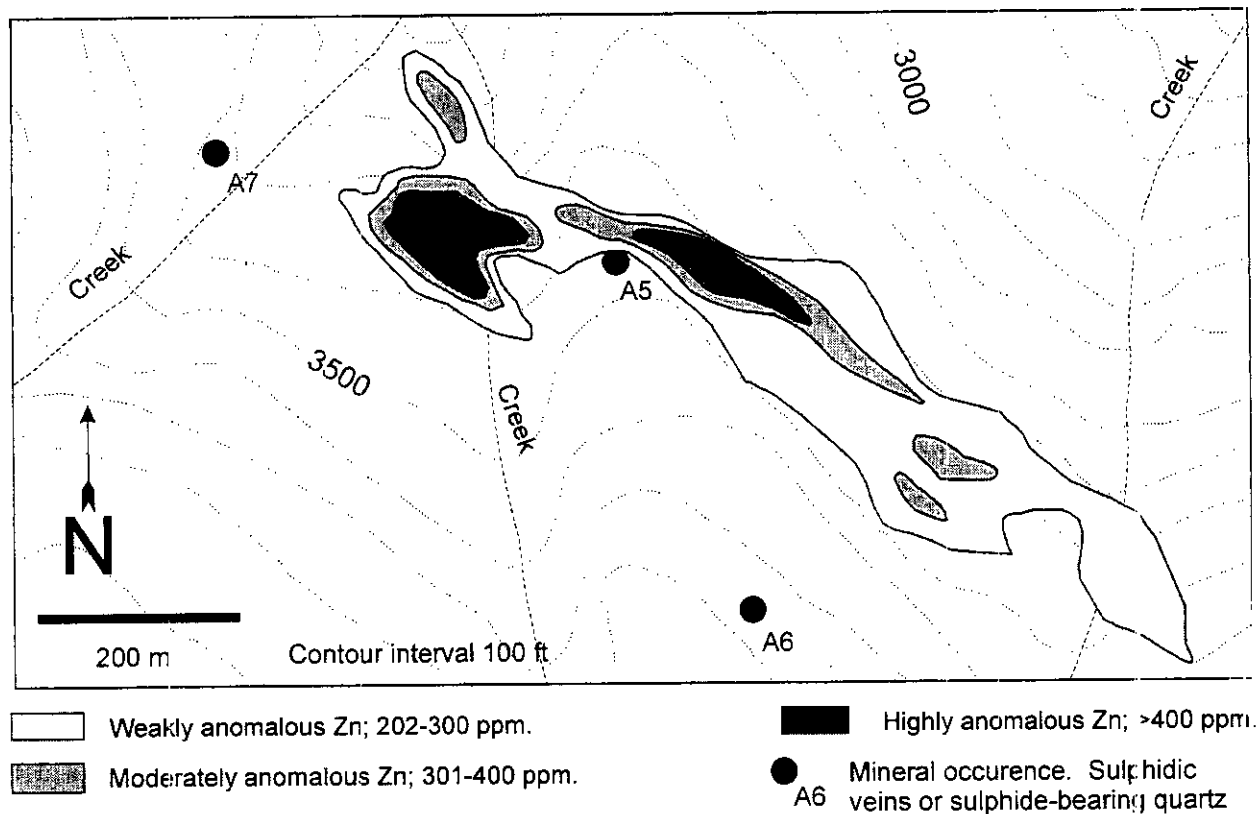 3000
Creek
A7
Creek
A5
3500
Creek
N
A6
200 m
Contour interval 100 ft
Weakly anomalous Zn; 202-300 ppm.
Highly anomalous Zn; >400 ppm.
Moderately anomalous Zn; 301-400 ppm.
A6
Mineral occurence. Sulphidic
veins or sulphide-bearing quartz